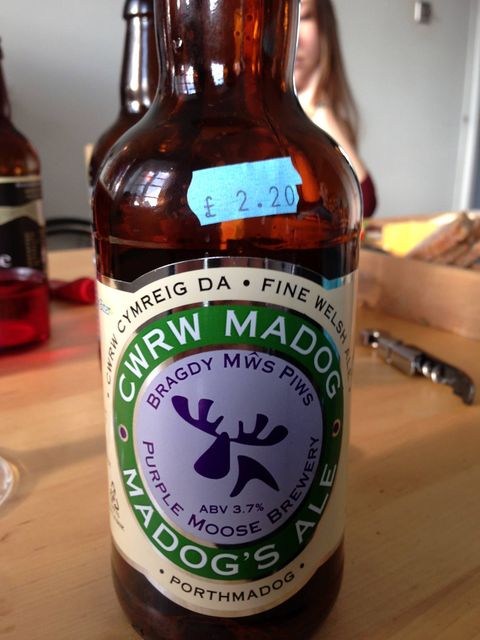 £ 2.20
CWRW CYMREIG DA • FINE WELSH ALE
CWRW MADOG
BRAGDY MŴS PIWS
PURPLE MOOSE BREWERY
ABV 3.7%
MADOG'S ALE
• PORTHMADOG •